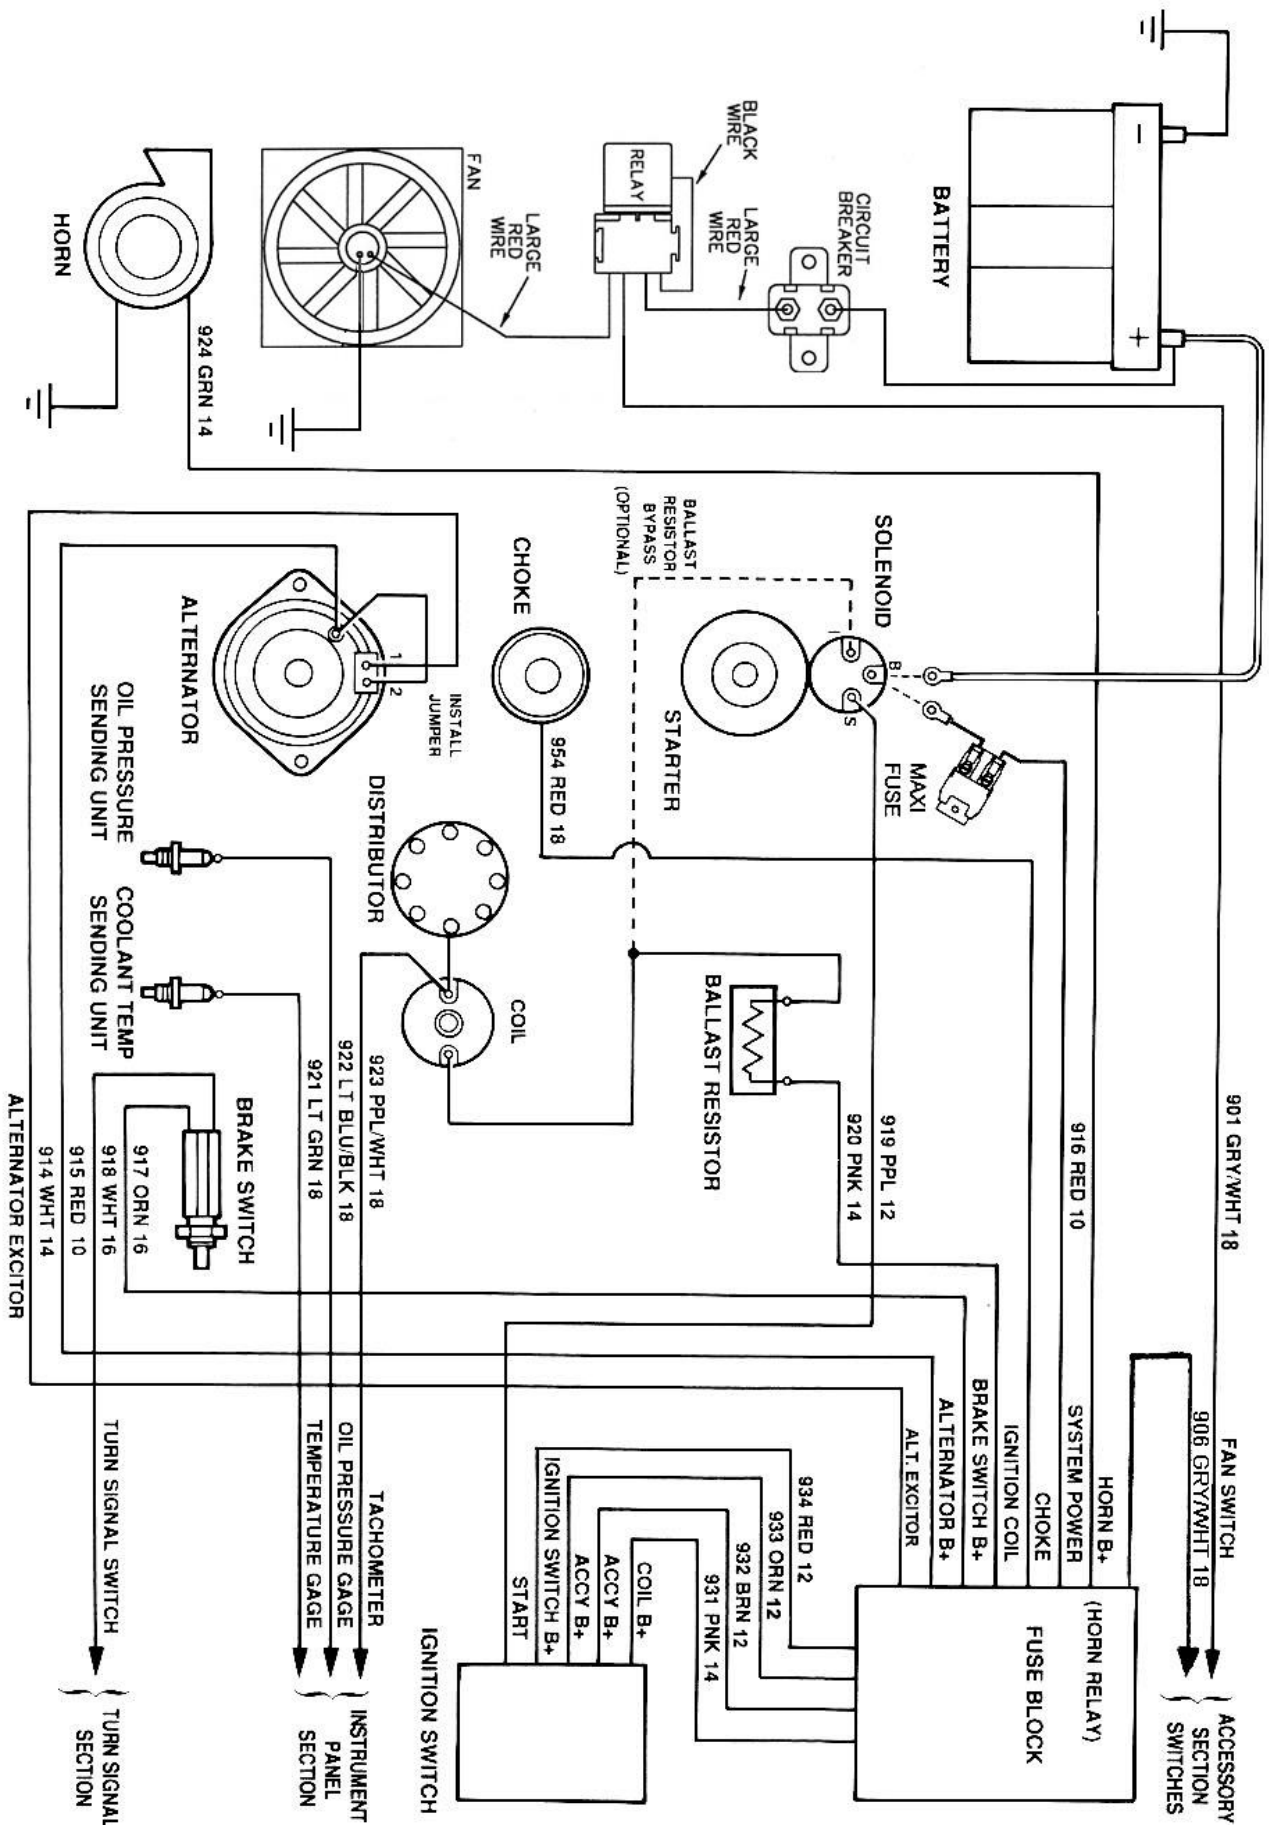 BATTERY
-
+
CIRCUIT
BREAKER
LARGE
RED
WIRE
BLACK
WIRE
RELAY
LARGE
RED
WIRE
FAN
HORN
924 GRN 14
SOLENOID
I
B
S
BALLAST
RESISTOR
BYPASS
(OPTIONAL)
STARTER
MAXI
FUSE
CHOKE
954 RED 18
ALTERNATOR
1
2
INSTALL
JUMPER
DISTRIBUTOR
COIL
BALLAST RESISTOR
OIL PRESSURE
SENDING UNIT
COOLANT TEMP
SENDING UNIT
BRAKE SWITCH
901 GRY/WHT 18
916 RED 10
919 PPL 12
920 PNK 14
923 PPL/WHT 18
922 LT BLU/BLK 18
921 LT GRN 18
917 ORN 16
918 WHT 16
915 RED 10
914 WHT 14
ALTERNATOR EXCITOR
FAN SWITCH
906 GRY/WHT 18
HORN B+
SYSTEM POWER
CHOKE
IGNITION COIL
BRAKE SWITCH B+
ALTERNATOR B+
ALT. EXCITOR
(HORN RELAY)
FUSE BLOCK
934 RED 12
933 ORN 12
932 BRN 12
931 PNK 14
COIL B+
ACCY B+
ACCY B+
IGNITION SWITCH B+
START
IGNITION SWITCH
TACHOMETER
OIL PRESSURE GAGE
TEMPERATURE GAGE
TURN SIGNAL SWITCH
ACCESSORY
SECTION
SWITCHES
INSTRUMENT
PANEL
SECTION
TURN SIGNAL
SECTION